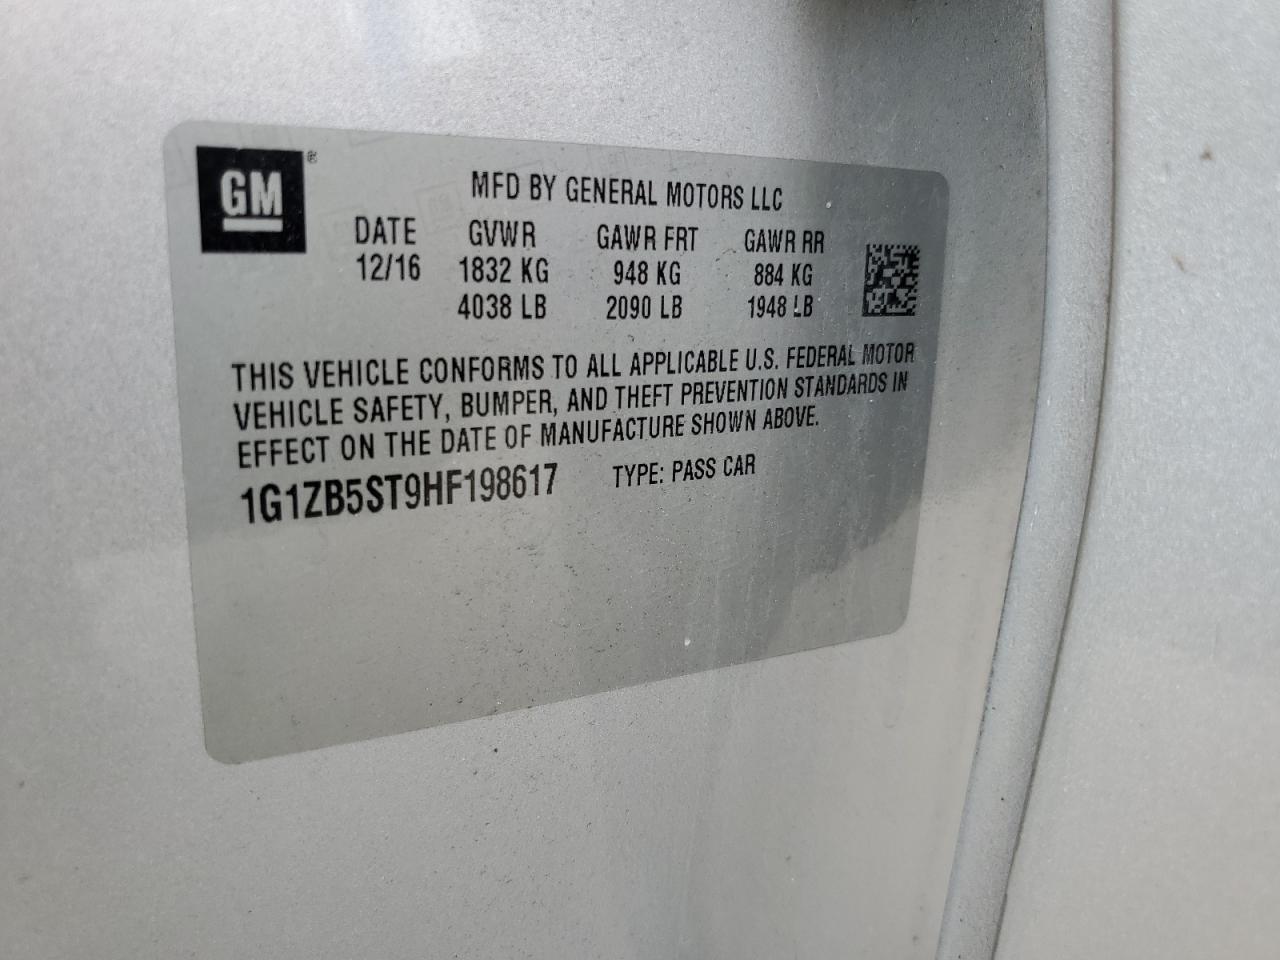 GM®
MFD BY GENERAL MOTORS LLC
DATE GVWR GAWR FRT GAWR RR
12/16 1832 KG 948 KG 884 KG
4038 LB 2090 LB 1948 LB
THIS VEHICLE CONFORMS TO ALL APPLICABLE U.S. FEDERAL MOTOR
VEHICLE SAFETY, BUMPER, AND THEFT PREVENTION STANDARDS IN
EFFECT ON THE DATE OF MANUFACTURE SHOWN ABOVE.
1G1ZB5ST9HF198617 TYPE: PASS CAR